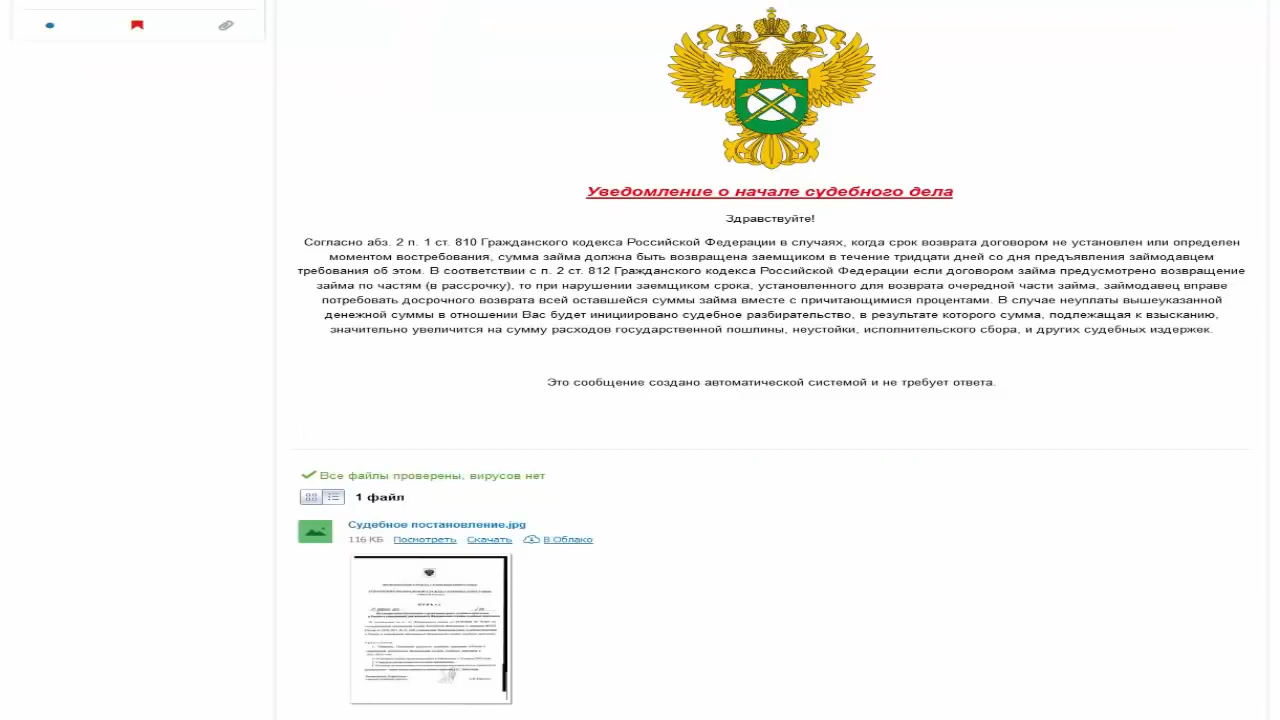 Уведомление о начале судебного дела
Здравствуйте!
Согласно абз. 2 п. 1 ст. 810 Гражданского кодекса Российской Федерации в случаях, когда срок возврата договором не установлен или определен
моментом востребования, сумма займа должна быть возвращена заемщиком в течение тридцати дней со дня предъявления займодавцем
требования об этом. В соответствии с п. 2 ст. 812 Гражданского кодекса Российской Федерации если договором займа предусмотрено возвращение
займа по частям (в рассрочку), то при нарушении заемщиком срока, установленного для возврата очередной части займа, займодавец вправе
потребовать досрочного возврата всей оставшейся суммы займа вместе с причитающимися процентами. В случае неуплаты вышеуказанной
денежной суммы в отношении Вас будет инициировано судебное разбирательство, в результате которого сумма, подлежащая к взысканию,
значительно увеличится на сумму расходов государственной пошлины, неустойки, исполнительского сбора, и других судебных издержек.
Это сообщение создано автоматической системой и не требует ответа.
Все файлы проверены, вирусов нет
1 файл
Судебное постановление.jpg
116 КБ Посмотреть Скачать В Облако